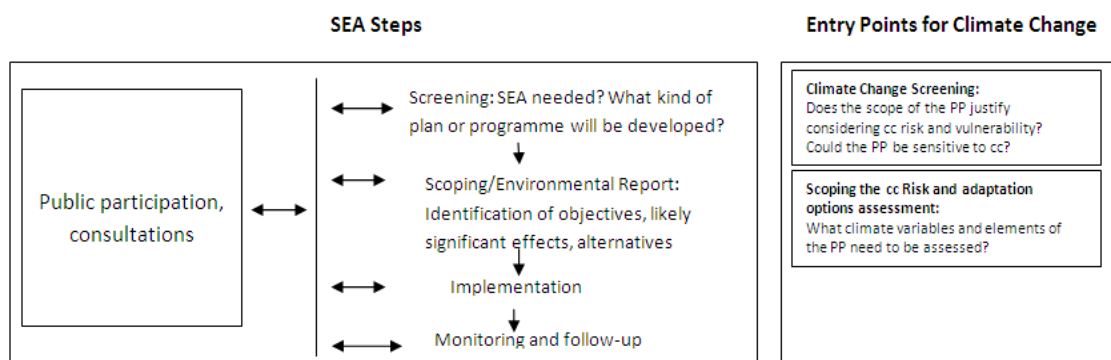 SEA Steps
Entry Points for Climate Change
Public participation,
consultations
Screening: SEA needed? What kind of
plan or programme will be developed?
Scoping/Environmental Report:
Identification of objectives, likely
significant effects, alternatives
Implementation
Monitoring and follow-up
Climate Change Screening:
Does the scope of the PP justify
considering cc risk and vulnerability?
Could the PP be sensitive to cc?
Scoping the cc Risk and adaptation
options assessment:
What climate variables and elements of
the PP need to be assessed?